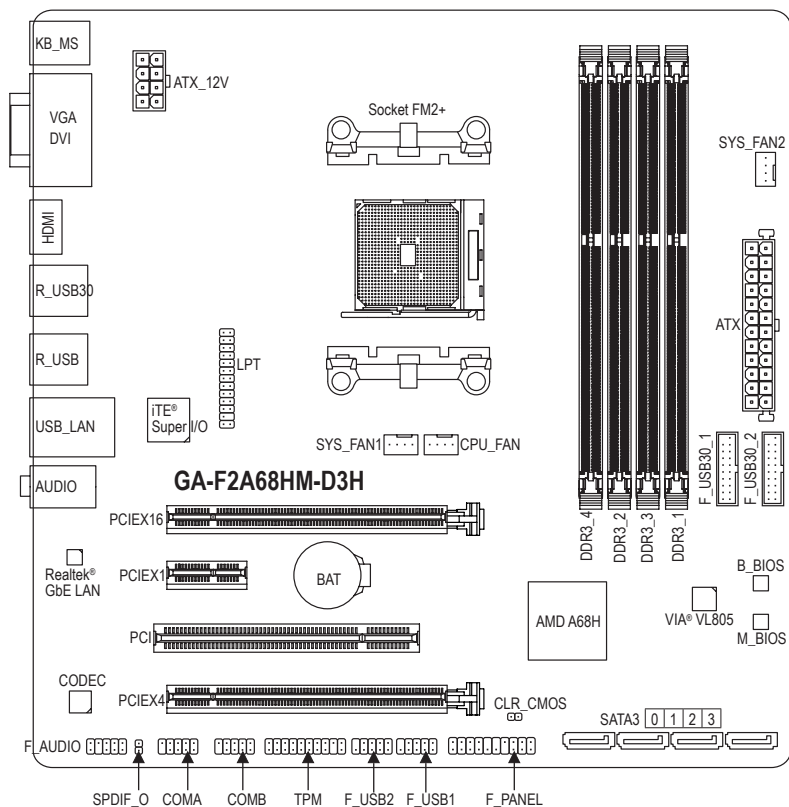 KB_MS
ATX_12V
VGA
DVI
Socket FM2+
SYS_FAN2
HDMI
R_USB30
R_USB
LPT
ATX
USB_LAN
iTE®
Super I/O
SYS_FAN1
CPU_FAN
F_USB30_1
F_USB30_2
AUDIO
GA-F2A68HM-D3H
DDR3_4
DDR3_2
DDR3_3
DDR3_1
PCIEX16
Realtek®
GbE LAN
PCIEX1
BAT
B_BIOS
AMD A68H
VIA® VL805
M_BIOS
PCI
CODEC
PCIEX4
CLR_CMOS
SATA3 0 1 2 3
F_AUDIO
SPDIF_O COMA COMB TPM F_USB2 F_USB1 F_PANEL